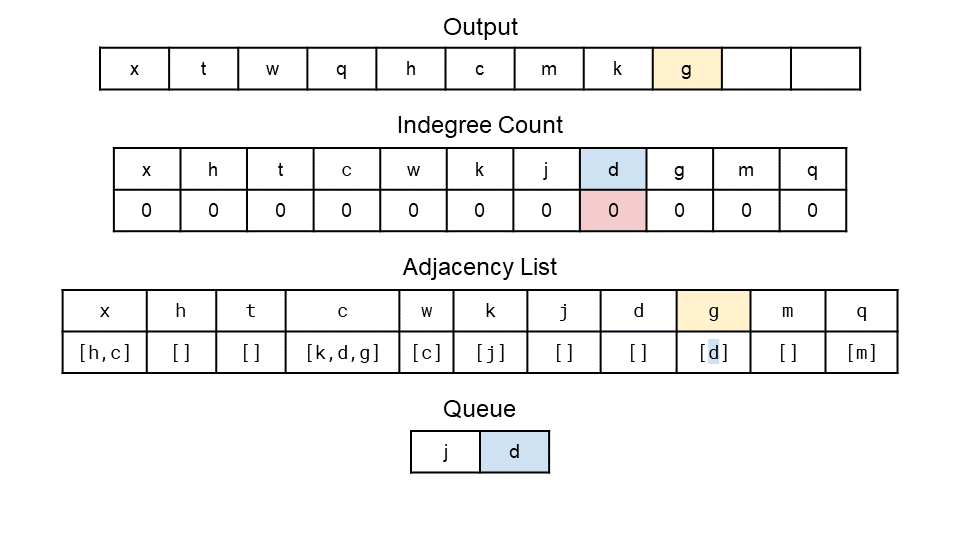 Output
x t w q h c m k g
Indegree Count
x h t c w k j d g m q
0 0 0 0 0 0 0 0 0 0 0
Adjacency List
x h t c w k j d g m q
[h,c] [] [] [k,d,g] [c] [j] [] [] [d] [] [m]
Queue
j d